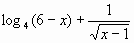 log₄(6 − x) + 1/√(x − 1)